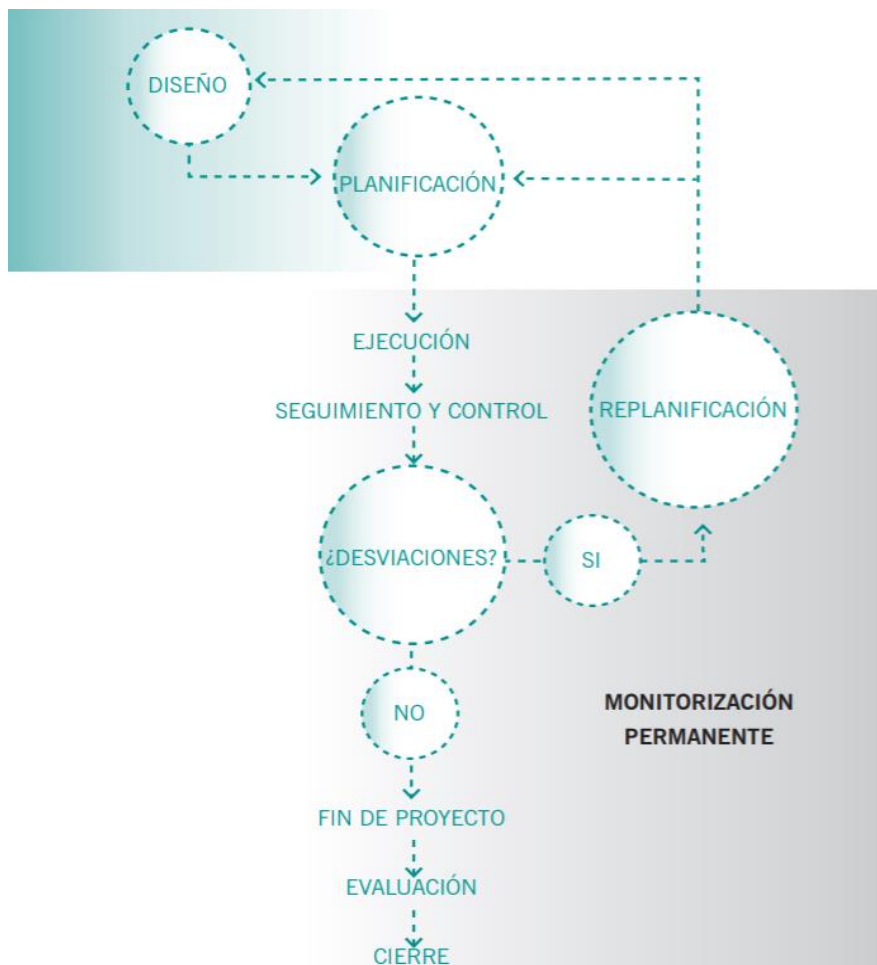 DISEÑO
PLANIFICACIÓN
EJECUCIÓN
SEGUIMIENTO Y CONTROL
REPLANIFICACIÓN
¿DESVIACIONES?
SI
NO
MONITORIZACIÓN
PERMANENTE
FIN DE PROYECTO
EVALUACIÓN
CIERRE